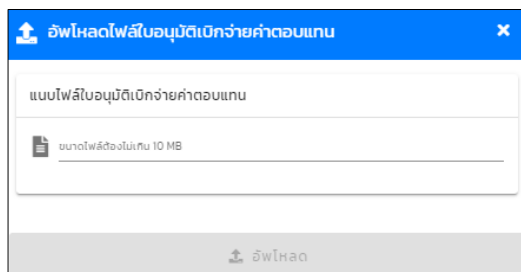 อัพโหลดไฟล์ใบอนุมัติเบิกจ่ายค่าตอบแทน
แนบไฟล์ใบอนุมัติเบิกจ่ายค่าตอบแทน
ขนาดไฟล์ต้องไม่เกิน 10 MB
อัพโหลด